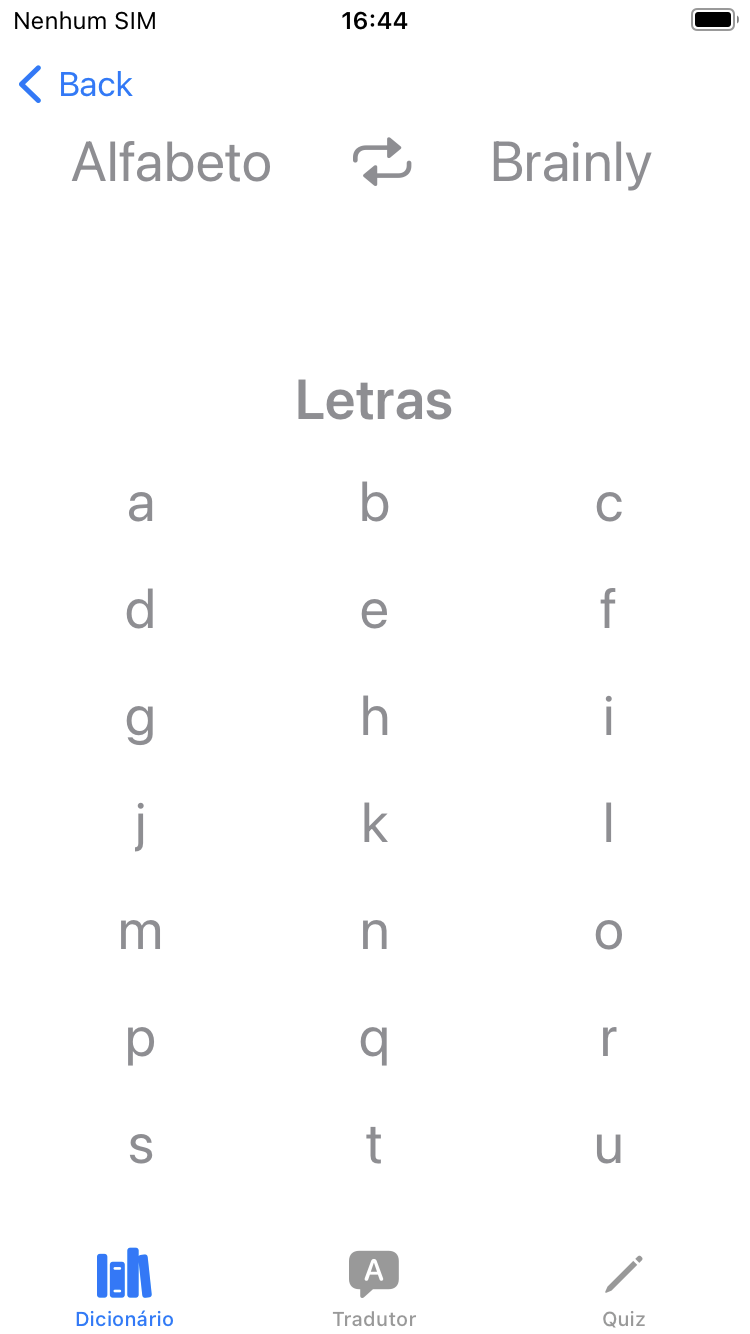 Nenhum SIM 16:44
Back
Alfabeto Brainly
Letras
a b c
d e f
g h i
j k l
m n o
p q r
s t u
A
Dicionário Tradutor Quiz